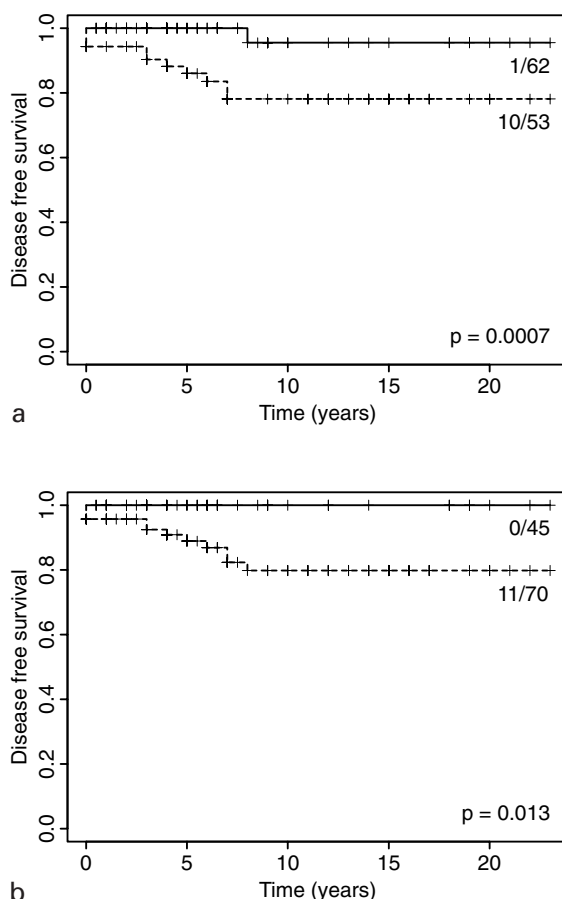 Disease free survival
1.0
0.8
0.6
0.4
0.2
0.0
1/62
10/53
p = 0.0007
0 5 10 15 20
Time (years)
a
Disease free survival
1.0
0.8
0.6
0.4
0.2
0.0
0/45
11/70
p = 0.013
0 5 10 15 20
Time (years)
b